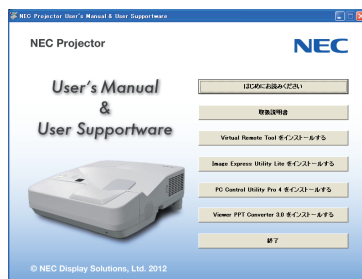 NEC Projector User's Manual & User Supportware
NEC Projector
NEC
User's Manual
&
User Supportware
はじめにお読みください
取扱説明書
Virtual Remote Tool をインストールする
Image Express Utility Lite をインストールする
PC Control Utility Pro 4 をインストールする
Viewer PPT Converter 3.0 をインストールする
終了
© NEC Display Solutions, Ltd. 2012